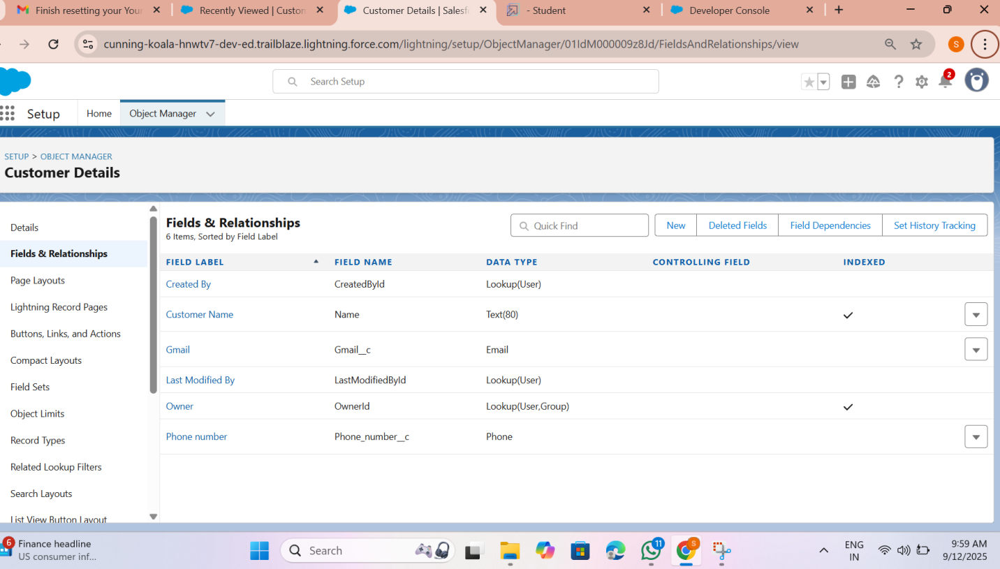 Finish resetting your Your
Recently Viewed | Custom
Customer Details | Salesf
- Student
Developer Console
cunning-koala-hnwtv7-dev-ed.trailblaze.lightning.force.com/lightning/setup/ObjectManager/01IdM000009z8Jd/FieldsAndRelationships/view
S
Search Setup
2
Setup
Home
Object Manager
SETUP > OBJECT MANAGER
Customer Details
Details
Fields & Relationships
Page Layouts
Lightning Record Pages
Buttons, Links, and Actions
Compact Layouts
Field Sets
Object Limits
Record Types
Related Lookup Filters
Search Layouts
List View Button Layout
Fields & Relationships
6 Items, Sorted by Field Label
Quick Find
New
Deleted Fields
Field Dependencies
Set History Tracking
FIELD LABEL FIELD NAME DATA TYPE CONTROLLING FIELD INDEXED
Created By CreatedById Lookup(User)
Customer Name Name Text(80)
Gmail Gmail__c Email
Last Modified By LastModifiedById Lookup(User)
Owner OwnerId Lookup(User,Group)
Phone number Phone_number__c Phone
6
Finance headline
US consumer inf...
Search
11
S
ENG
IN
9:59 AM
9/12/2025